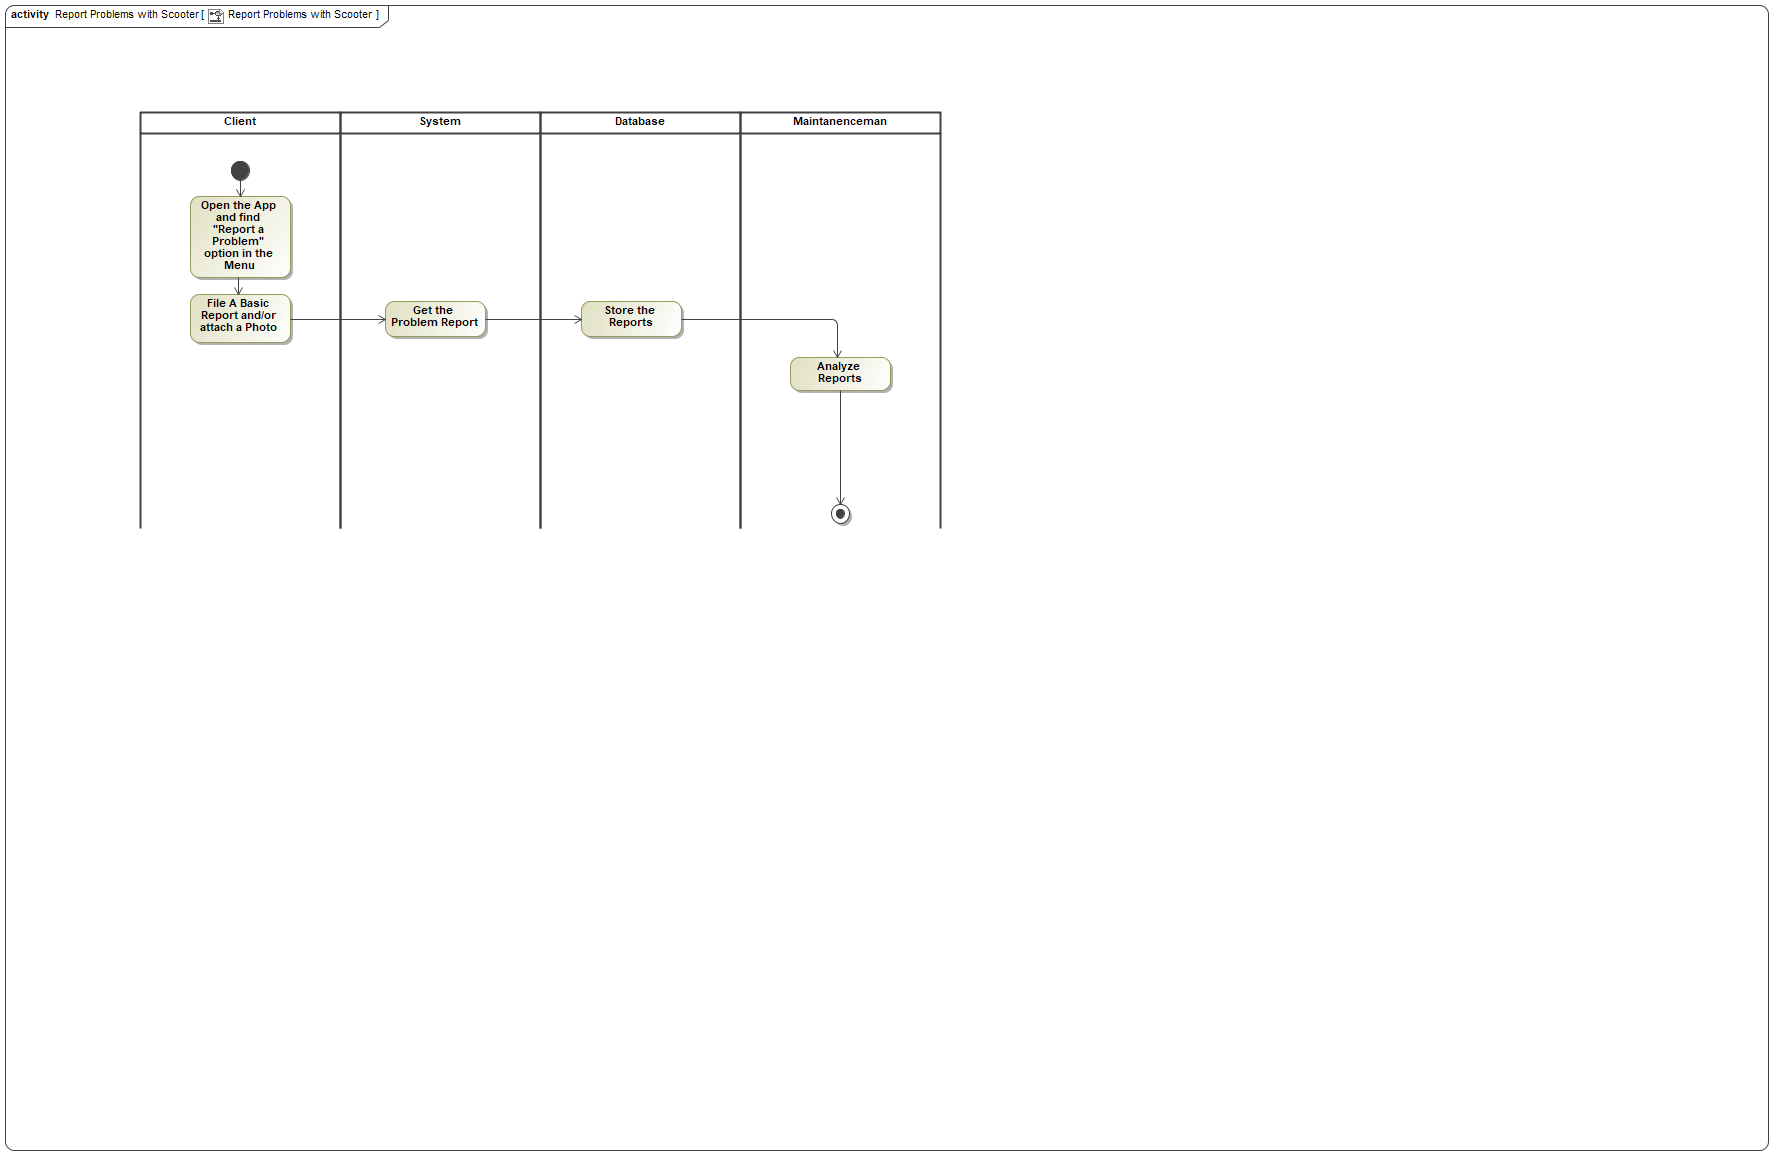 activity Report Problems with Scooter [ Report Problems with Scooter ]
Client
System
Database
Maintanenceman
Open the App
and find
"Report a
Problem"
option in the
Menu
File A Basic
Report and/or
attach a Photo
Get the
Problem Report
Store the
Reports
Analyze
Reports